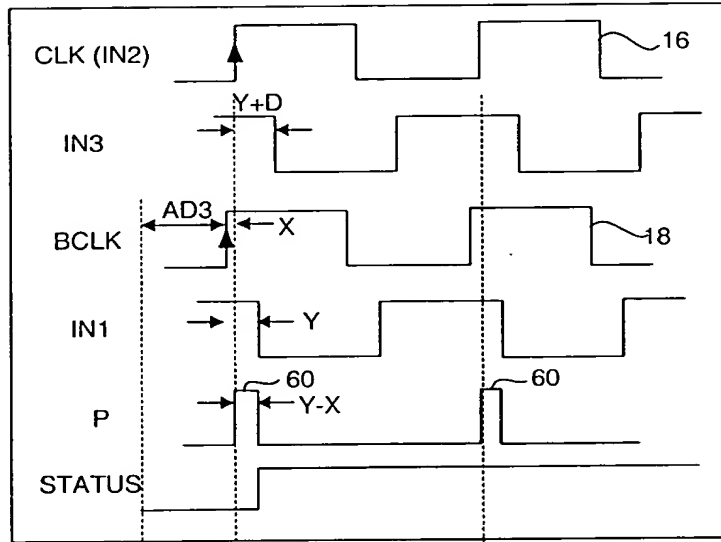 CLK (IN2)
16
Y+D
IN3
AD3
X
BCLK
18
IN1
Y
60
60
P
Y-X
STATUS